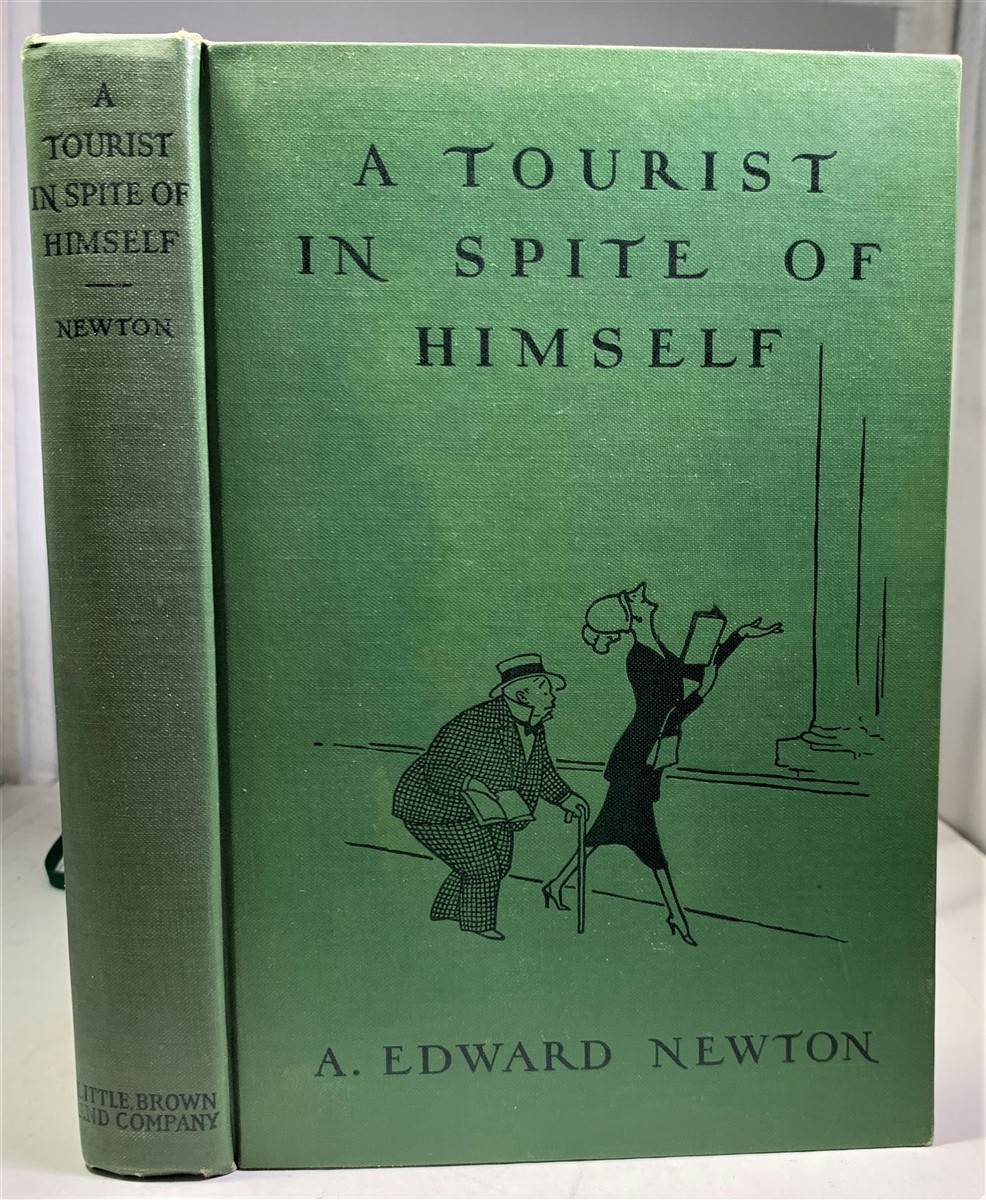 A
TOURIST
IN SPITE OF
HIMSELF
NEWTON
LITTLE, BROWN
AND COMPANY
A TOURIST
IN SPITE OF
HIMSELF
A. EDWARD NEWTON